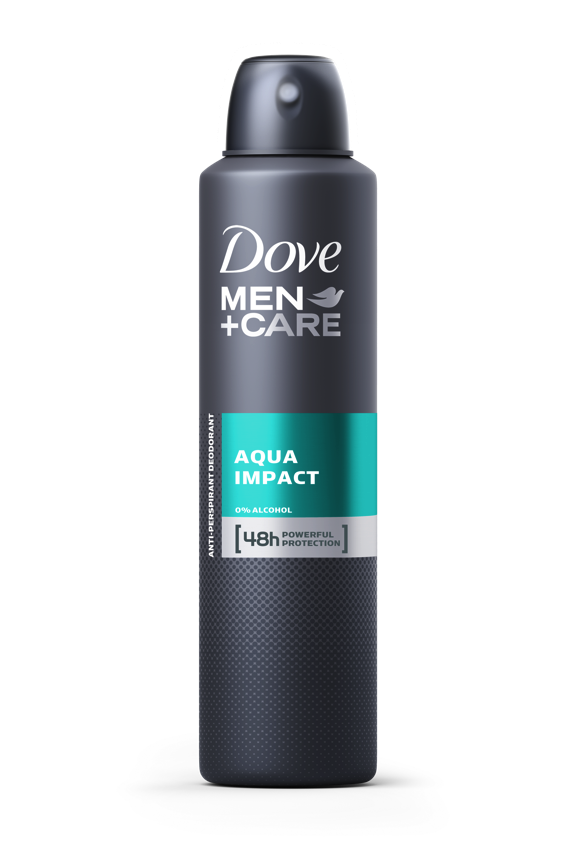 Dove
MEN
+CARE
AQUA
IMPACT
0% ALCOHOL
[48h POWERFUL
PROTECTION]
ANTI-PERSPIRANT DEODORANT